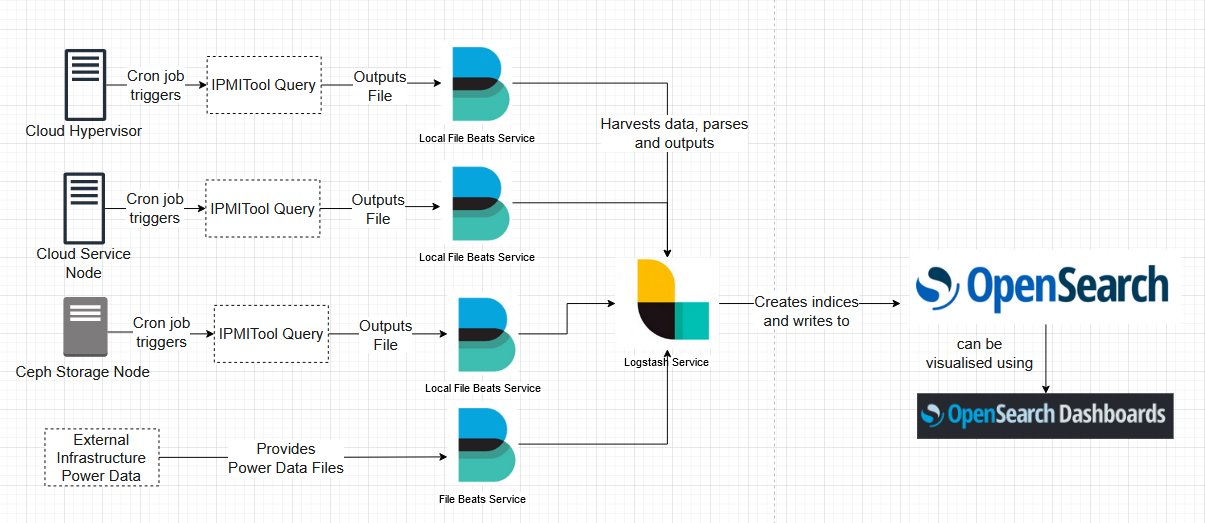 Cloud Hypervisor
Cron job
triggers
IPMITool Query
Outputs
File
Local File Beats Service
Harvests data, parses
and outputs
Cloud Service
Node
Cron job
triggers
IPMITool Query
Outputs
File
Local File Beats Service
Ceph Storage Node
Cron job
triggers
IPMITool Query
Outputs
File
Local File Beats Service
External
Infrastructure
Power Data
Provides
Power Data Files
File Beats Service
Logstash Service
Creates indices
and writes to
OpenSearch
can be
visualised using
OpenSearch Dashboards